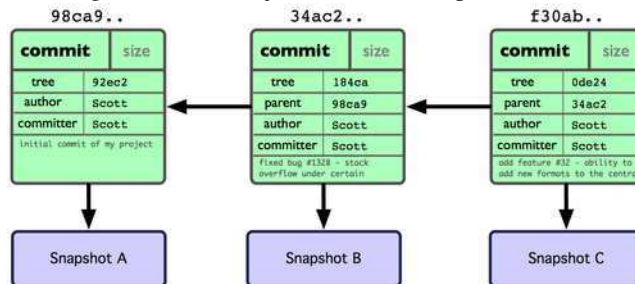 98ca9..
34ac2..
f30ab..
commit size
tree 92ec2
author Scott
committer Scott
initial commit of my project
commit size
tree 184ca
parent 98ca9
author Scott
committer Scott
fixed bug #1328 - stack
overflow under certain
commit size
tree 0de24
parent 34ac2
author Scott
committer Scott
add feature #32 - ability to
add new formats to the
Snapshot A
Snapshot B
Snapshot C